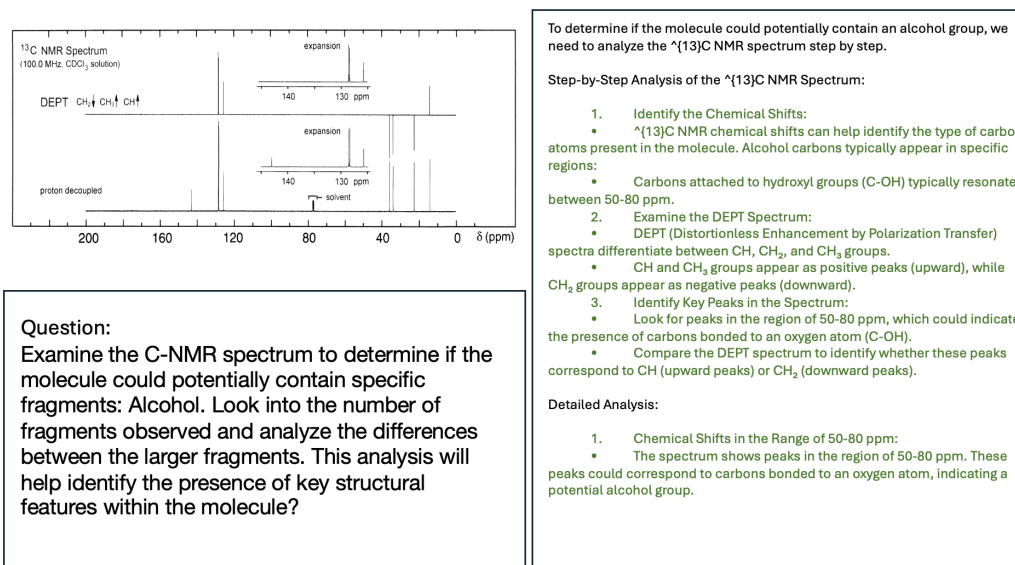 13C NMR Spectrum
(100.0 MHz, CDCl3 solution)
expansion
140 130 ppm
DEPT CH2 CH3 CH
expansion
140 130 ppm
proton decoupled
solvent
200 160 120 80 40 0 δ (ppm)
Question:
Examine the C-NMR spectrum to determine if the
molecule could potentially contain specific
fragments: Alcohol. Look into the number of
fragments observed and analyze the differences
between the larger fragments. This analysis will
help identify the presence of key structural
features within the molecule?
To determine if the molecule could potentially contain an alcohol group, we
need to analyze the ^{13}C NMR spectrum step by step.
Step-by-Step Analysis of the ^{13}C NMR Spectrum:
1. Identify the Chemical Shifts:
• ^{13}C NMR chemical shifts can help identify the type of carbo
atoms present in the molecule. Alcohol carbons typically appear in specific
regions:
• Carbons attached to hydroxyl groups (C-OH) typically resonate
between 50-80 ppm.
2. Examine the DEPT Spectrum:
• DEPT (Distortionless Enhancement by Polarization Transfer)
spectra differentiate between CH, CH2, and CH3 groups.
• CH and CH3 groups appear as positive peaks (upward), while
CH2 groups appear as negative peaks (downward).
3. Identify Key Peaks in the Spectrum:
• Look for peaks in the region of 50-80 ppm, which could indicate
the presence of carbons bonded to an oxygen atom (C-OH).
• Compare the DEPT spectrum to identify whether these peaks
correspond to CH (upward peaks) or CH2 (downward peaks).
Detailed Analysis:
1. Chemical Shifts in the Range of 50-80 ppm:
• The spectrum shows peaks in the region of 50-80 ppm. These
peaks could correspond to carbons bonded to an oxygen atom, indicating a
potential alcohol group.